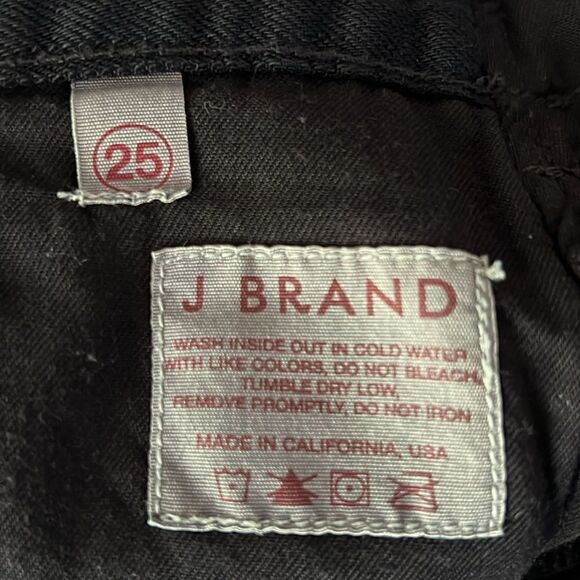 25
J BRAND
WASH INSIDE OUT IN COLD WATER
WITH LIKE COLORS, DO NOT BLEACH,
TUMBLE DRY LOW,
REMOVE PROMPTLY, DO NOT IRON
MADE IN CALIFORNIA, USA